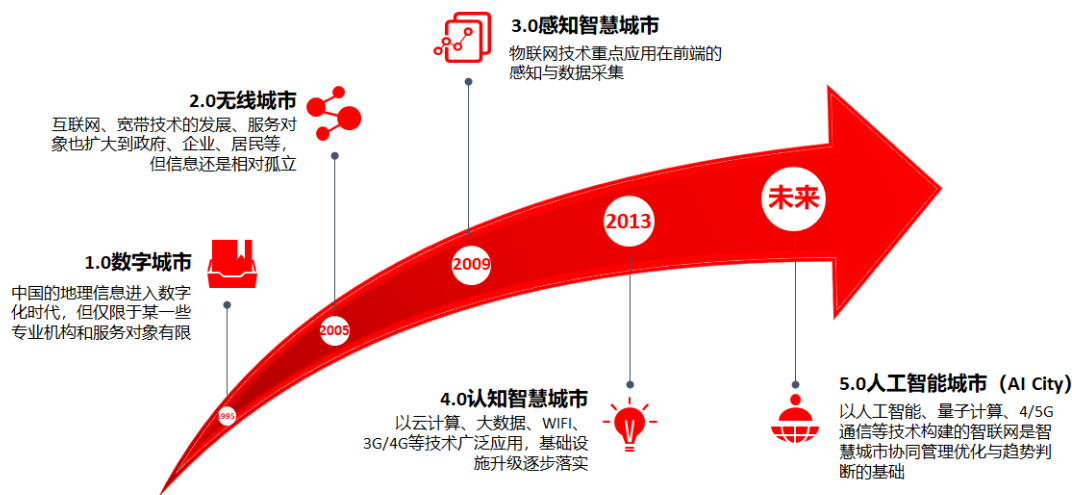 3.0感知智慧城市
物联网技术重点应用在前端的
感知与数据采集
2.0无线城市
互联网、宽带技术的发展、服务对
象也扩大到政府、企业、居民等，
但信息还是相对孤立
1.0数字城市
中国的地理信息进入数字
化时代，但仅限于某一些
专业机构和服务对象有限
1995
2005
2009
2013
未来
4.0认知智慧城市
以云计算、大数据、WIFI、
3G/4G等技术广泛应用，基础设
施升级逐步落实
5.0人工智能城市（AI City）
以人工智能、量子计算、4/5G
通信等技术构建的智联网是智
慧城市协同管理优化与趋势判
断的基础